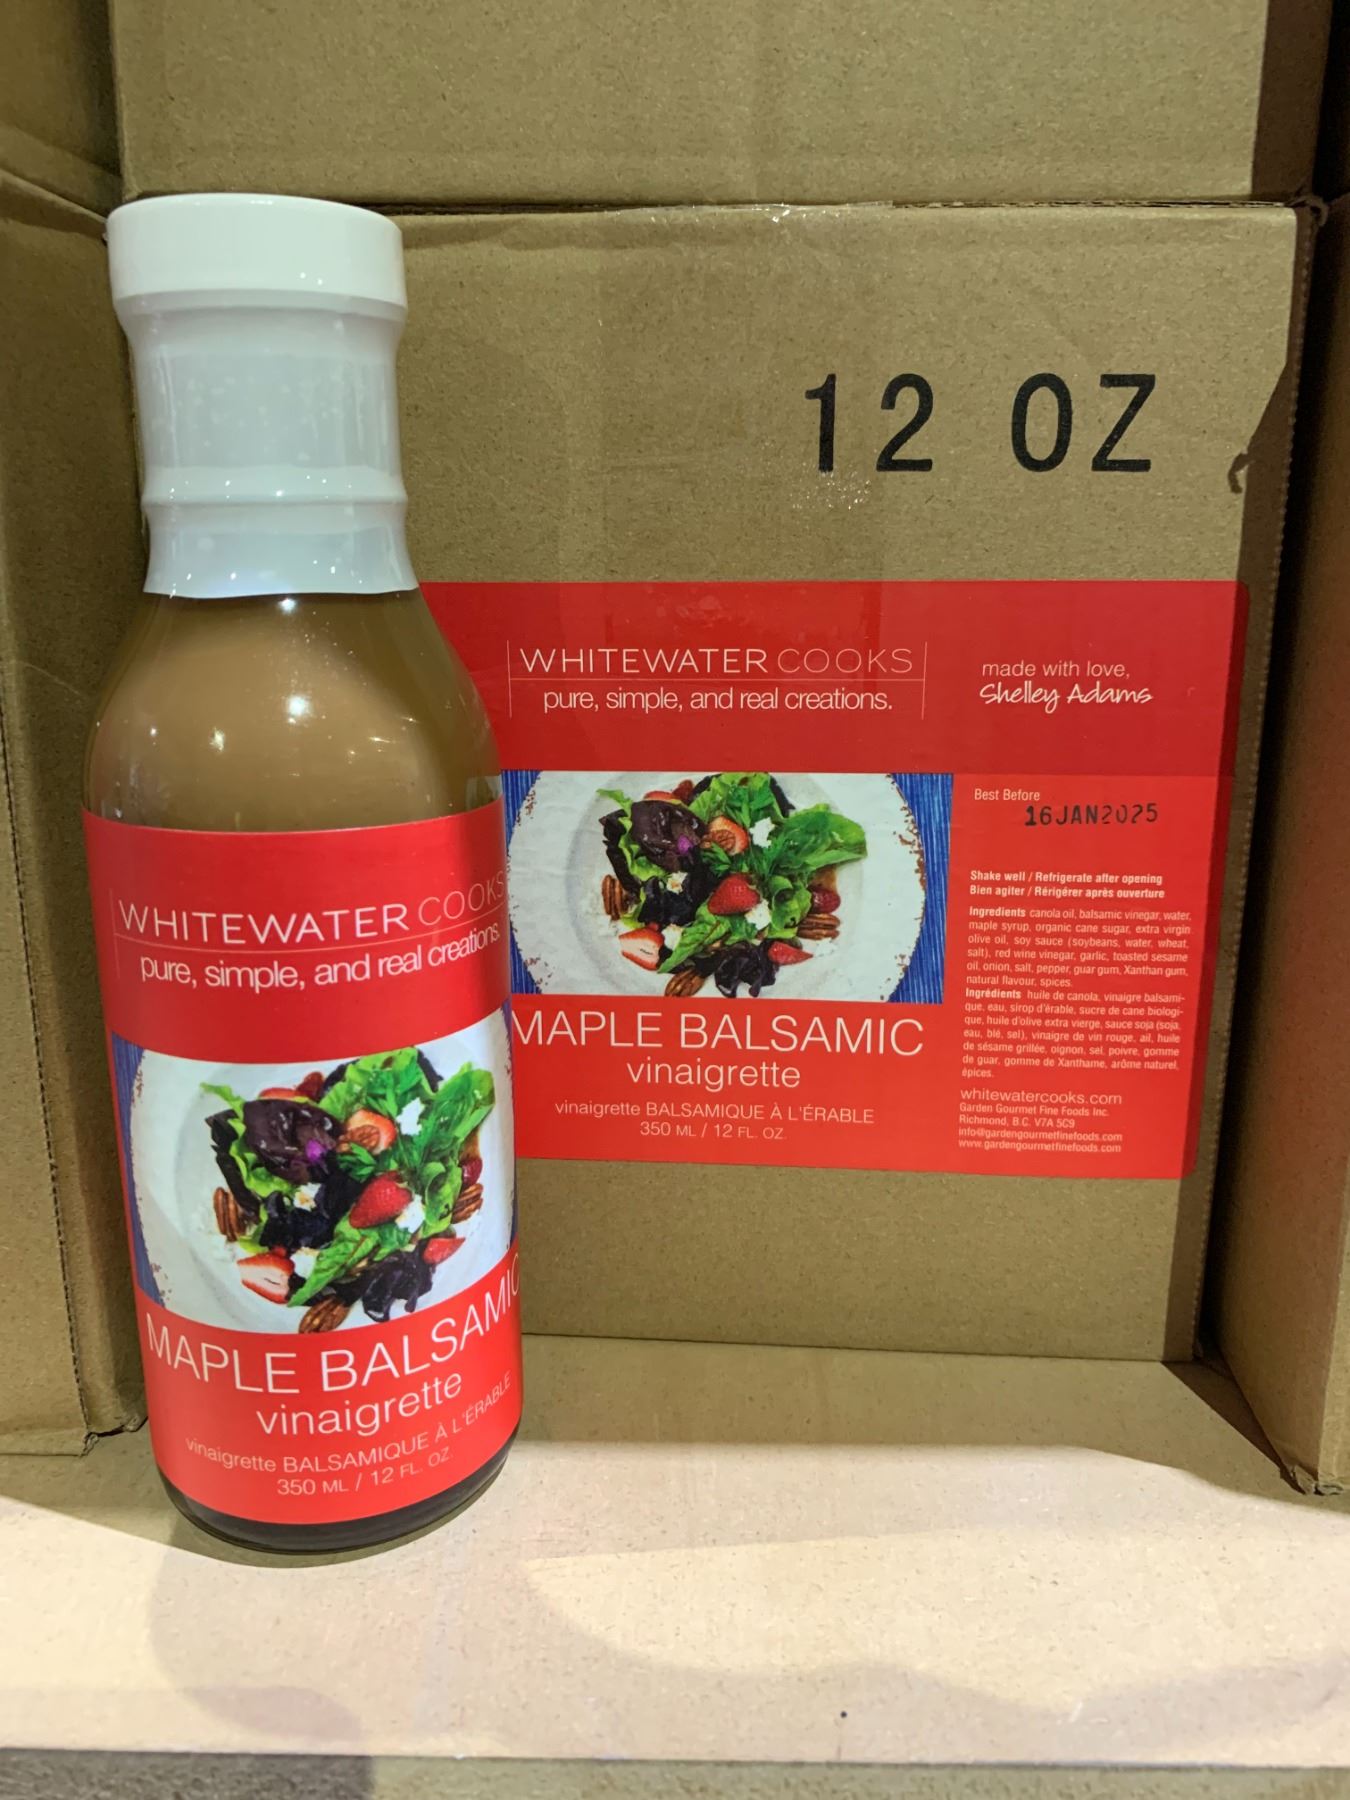 12 OZ
WHITEWATER COOKS
pure, simple, and real creations.
made with love,
Shelley Adams
Best Before
16JAN2025
Shake well / Refrigerate after opening
Bien agiter / Rérigérer après ouverture
Ingredients canola oil, balsamic vinegar, water,
maple syrup, organic cane sugar, extra virgin
olive oil, soy sauce (soybeans, water, wheat,
salt), red wine vinegar, garlic, toasted sesame
oil, onion, salt, pepper, guar gum, Xanthan gum,
natural flavour, spices.
Ingrédients huile de canola, vinaigre balsami-
que, eau, sirop d'érable, sucre de cane biologi-
que, huile d'olive extra vierge, sauce soja (soja,
eau, blé, sel), vinaigre de vin rouge, ail, huile
de sésame grillée, oignon, sel, poivre, gomme
de guar, gomme de Xanthame, arôme naturel,
épices.
whitewatercooks.com
Garden Gourmet Fine Foods Inc.
Richmond, B.C. V7A 5C9
info@gardengourmetfinefoods.com
www.gardengourmetfinefoods.com
MAPLE BALSAMIC
vinaigrette
vinaigrette BALSAMIQUE À L'ÉRABLE
350 ML / 12 FL. OZ.
WHITEWATER COOKS
pure, simple, and real creations.
MAPLE BALSAMIC
vinaigrette
vinaigrette BALSAMIQUE À L'ÉRABLE
350 ML / 12 FL. OZ.